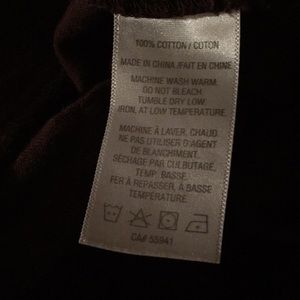 100% COTTON / COTON
MADE IN CHINA /FAIT EN CHINE
MACHINE WASH WARM.
DO NOT BLEACH.
TUMBLE DRY LOW.
IRON, AT LOW TEMPERATURE.
MACHINE À LAVER, CHAUD.
NE PAS UTILISER D'AGENT
DE BLANCHIMENT.
SÉCHAGE PAR CULBUTAGE,
TEMP. BASSE.
FER À REPASSER, À BASSE
TEMPÉRATURE.
CA# 55941